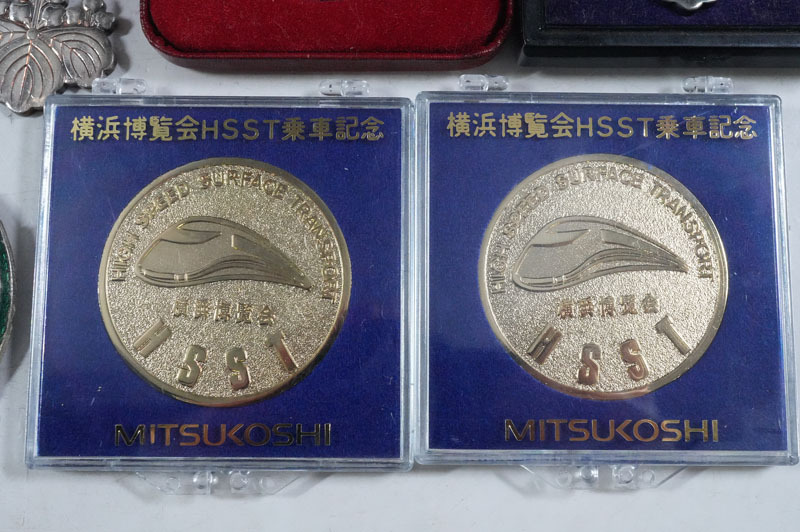 横浜博覧会HSST乗車記念
HIGH SPEED SURFACE TRANSPORT
横浜博覧会
HSST
MITSUKOSHI
横浜博覧会HSST乗車記念
HIGH SPEED SURFACE TRANSPORT
横浜博覧会
HSST
MITSUKOSHI